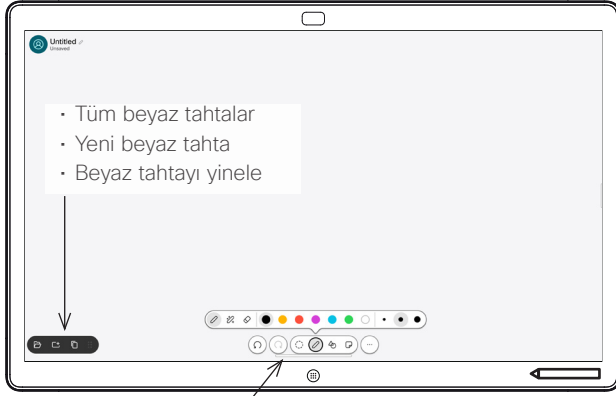 Untitled
Unsaved
· Tüm beyaz tahtalar
· Yeni beyaz tahta
· Beyaz tahtayı yinele